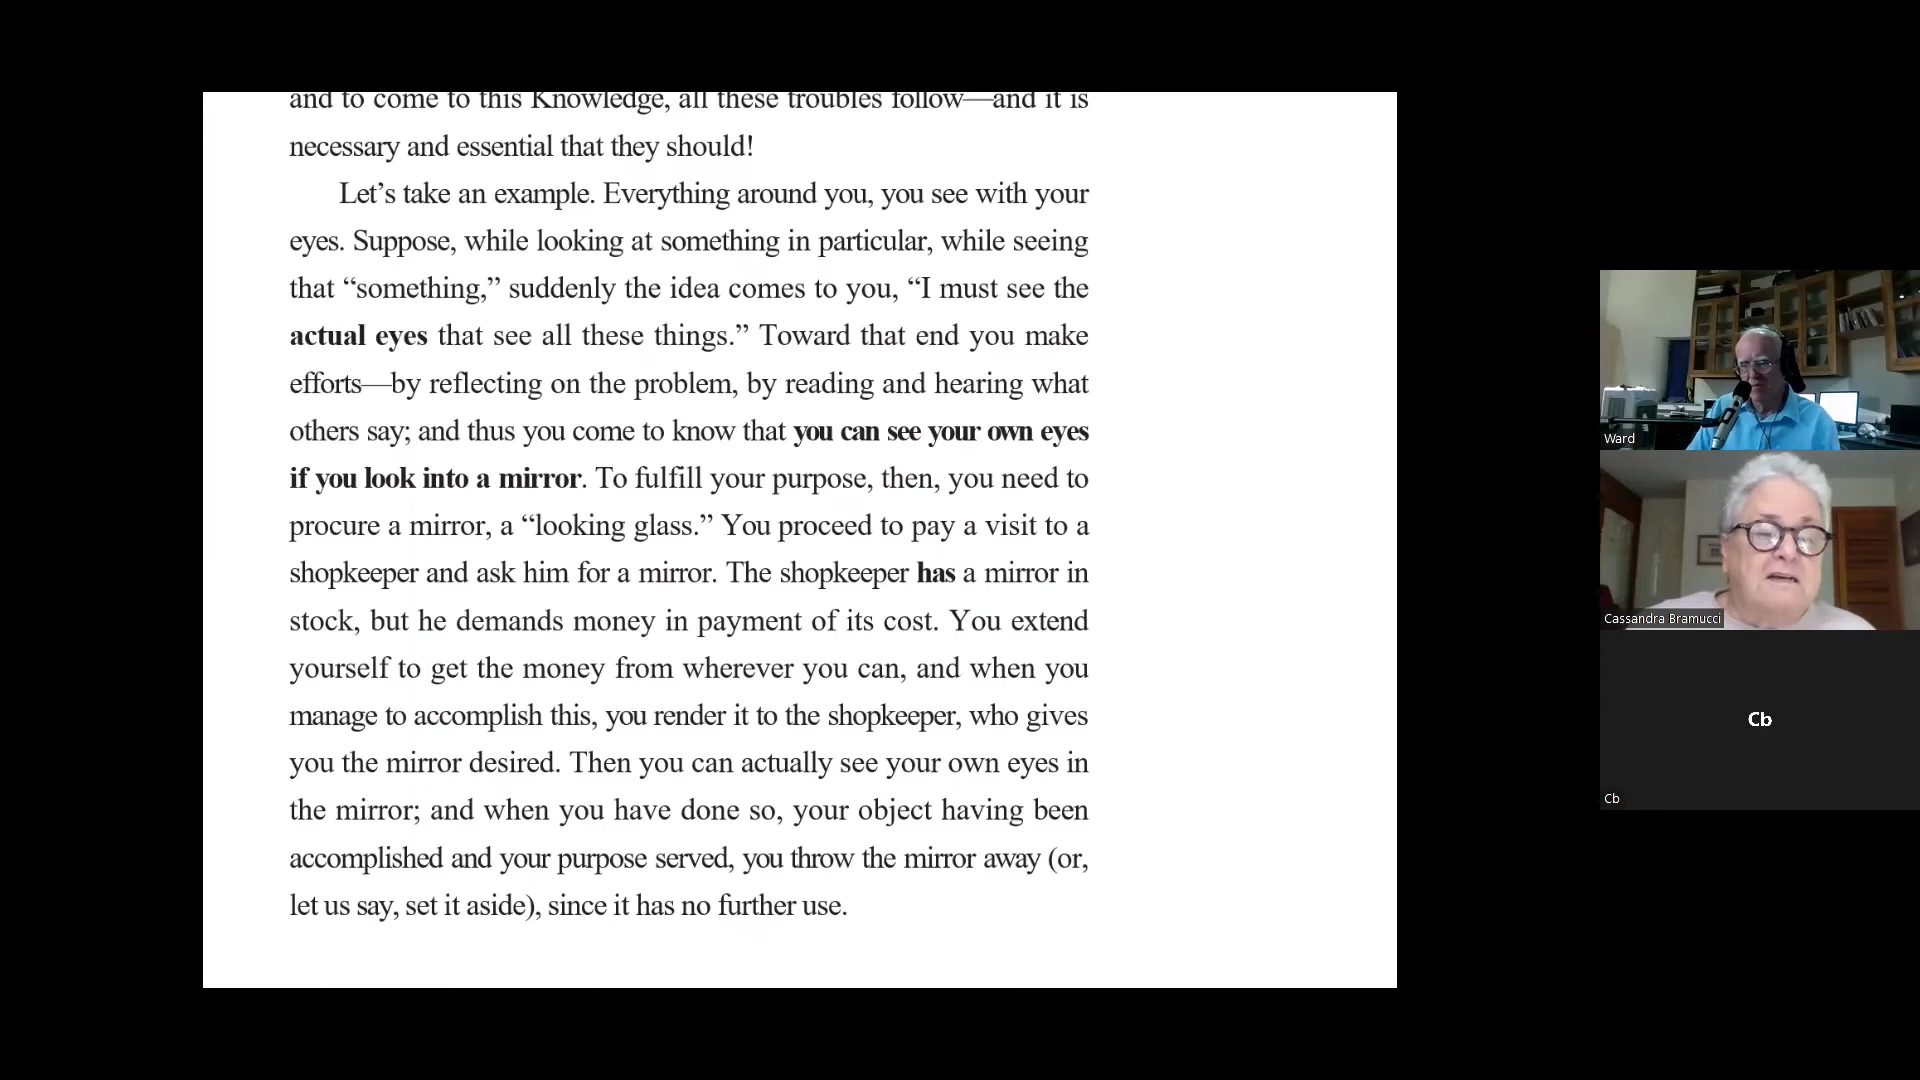 and to come to this Knowledge, all these troubles follow—and it is
necessary and essential that they should!
Let’s take an example. Everything around you, you see with your
eyes. Suppose, while looking at something in particular, while seeing
that “something,” suddenly the idea comes to you, “I must see the
actual eyes that see all these things.” Toward that end you make
efforts—by reflecting on the problem, by reading and hearing what
others say; and thus you come to know that you can see your own eyes
if you look into a mirror. To fulfill your purpose, then, you need to
procure a mirror, a “looking glass.” You proceed to pay a visit to a
shopkeeper and ask him for a mirror. The shopkeeper has a mirror in
stock, but he demands money in payment of its cost. You extend
yourself to get the money from wherever you can, and when you
manage to accomplish this, you render it to the shopkeeper, who gives
you the mirror desired. Then you can actually see your own eyes in
the mirror; and when you have done so, your object having been
accomplished and your purpose served, you throw the mirror away (or,
let us say, set it aside), since it has no further use.
Ward
Cassandra Bramucci
Cb
Cb